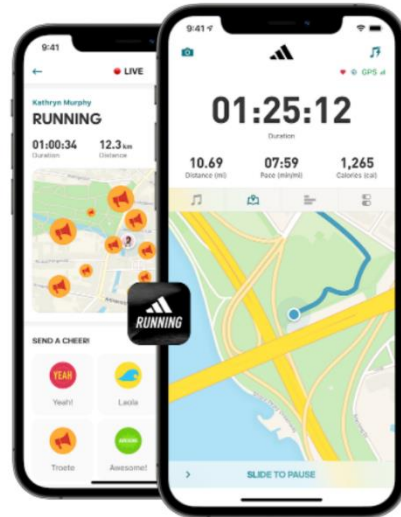 9:41
LIVE
Kathryn Murphy
RUNNING
01:00:34
12.3 km
Duration
Distance
SEND A CHEER!
YEAH
Yeah!
Laola
Troete
Awesome!
RUNNING
9:41
GPS
01:25:12
Duration
10.69
07:59
1,265
Distance (mi)
Pace (min/mi)
Calories (cal)
SLIDE TO PAUSE